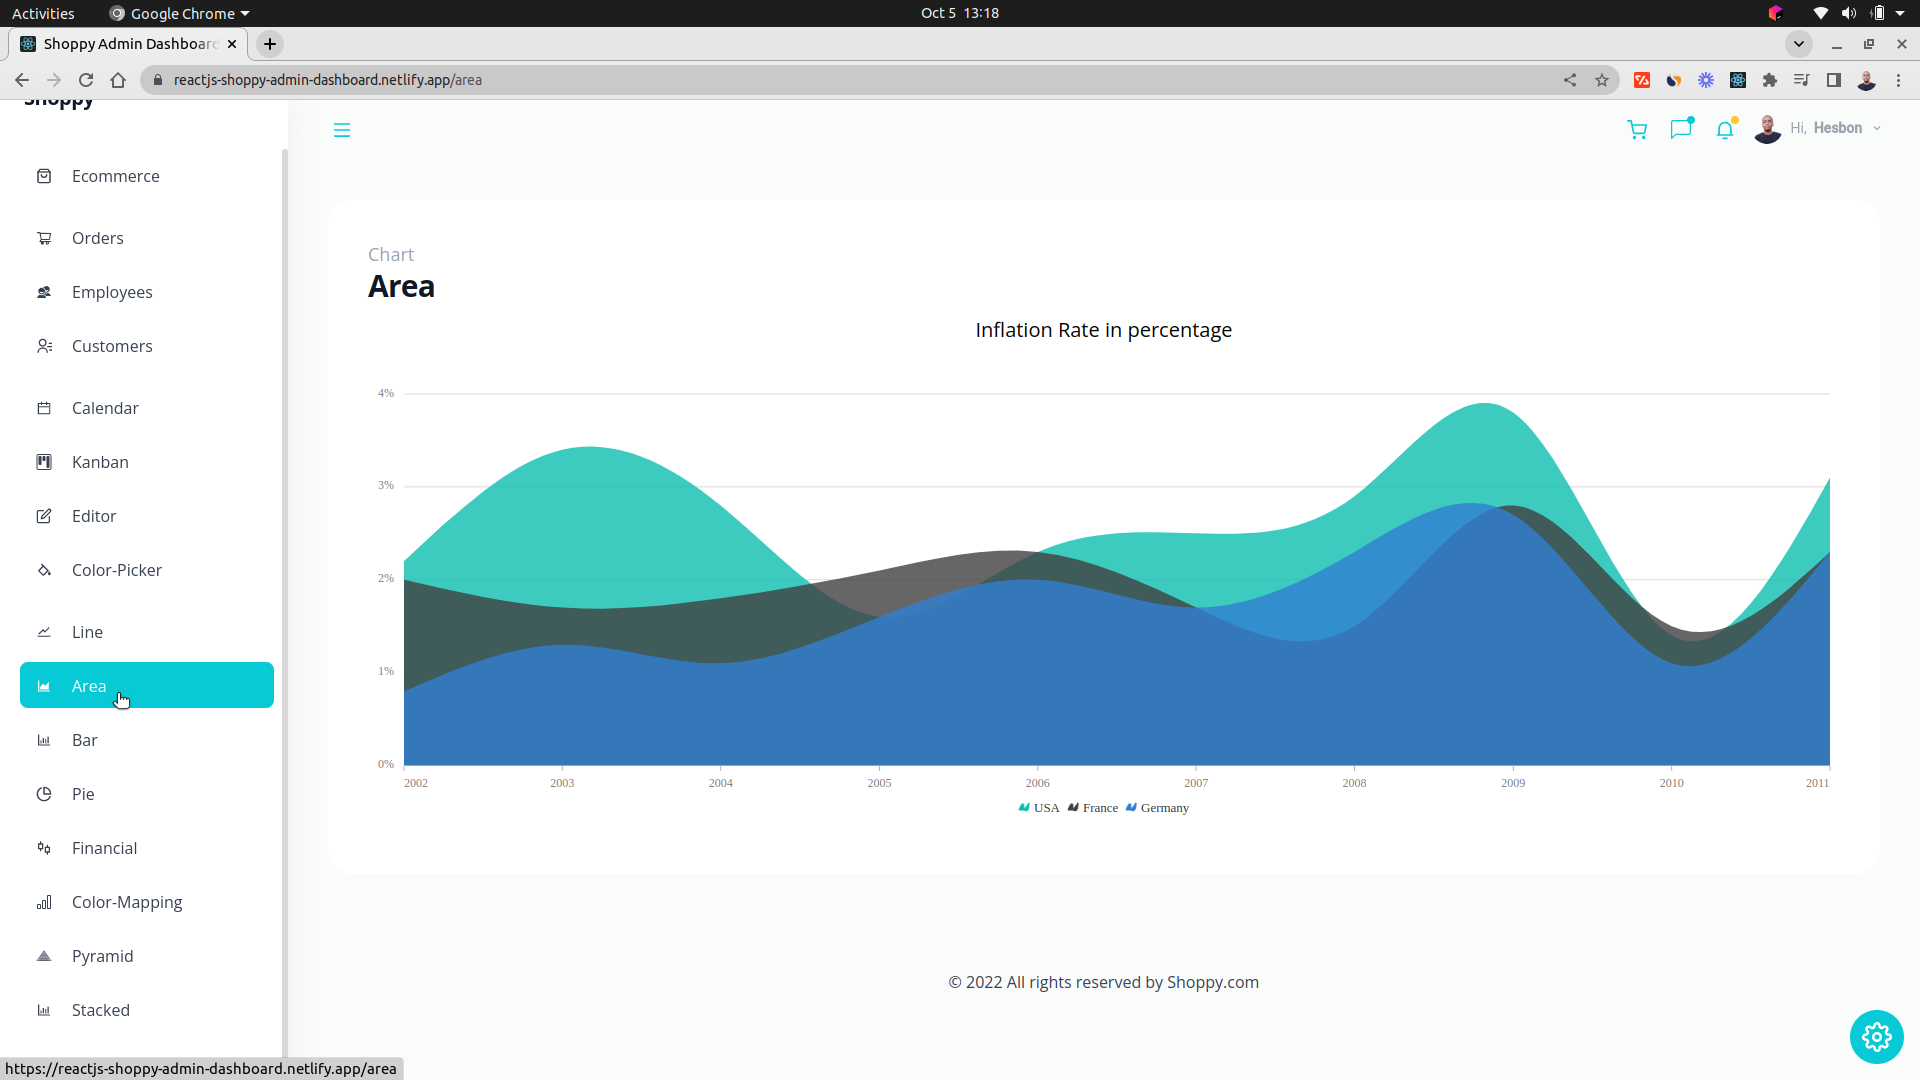 Activities
Google Chrome
Oct 5 13:18
Shoppy Admin Dashboard
reactjs-shoppy-admin-dashboard.netlify.app/area
Shoppy
Hi, Hesbon
Ecommerce
Orders
Employees
Customers
Calendar
Kanban
Editor
Color-Picker
Line
Area
Bar
Pie
Financial
Color-Mapping
Pyramid
Stacked
Chart
Area
Inflation Rate in percentage
4%
3%
2%
1%
0%
2002 2003 2004 2005 2006 2007 2008 2009 2010 2011
USA France Germany
© 2022 All rights reserved by Shoppy.com
https://reactjs-shoppy-admin-dashboard.netlify.app/area